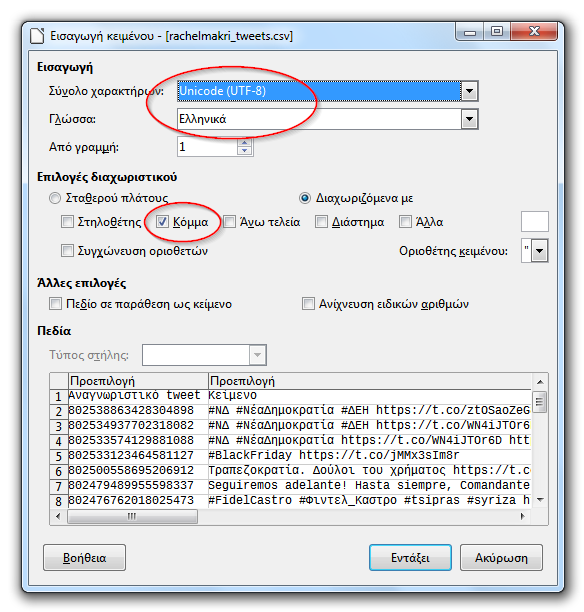 Εισαγωγή κειμένου - [rachelmakri_tweets.csv]
Εισαγωγή
Σύνολο χαρακτήρων: Unicode (UTF-8)
Γλώσσα: Ελληνικά
Από γραμμή: 1
Επιλογές διαχωριστικού
Σταθερού πλάτους Διαχωριζόμενα με
Στηλοθέτης Κόμμα Άνω τελεία Διάστημα Άλλα
Συγχώνευση οριοθετών Οριοθέτης κειμένου: "
Άλλες επιλογές
Πεδίο σε παράθεση ως κείμενο Ανίχνευση ειδικών αριθμών
Πεδία
Τύπος στήλης:
Προεπιλογή Προεπιλογή
1 Αναγνωριστικό tweet Κείμενο
2 802538863428304898 #ΝΔ #ΝέαΔημοκρατία #ΔΕΗ https://t.co/ztOSaoZeG
3 802534937702318082 #ΝΔ #ΝέαΔημοκρατία #ΔΕΗ https://t.co/WN4iJTOr6
4 802533574129881088 #ΝΔ #ΝέαΔημοκρατία https://t.co/WN4iJTOr6D htt
5 802533123464581127 #BlackFriday https://t.co/jMMx3sIm8r
6 802500558695206912 Τραπεζοκρατία. Δούλοι του χρήματος https://t.c
7 802479489955598337 Seguiremos adelante! Hasta siempre, Comandante
8 802476762018025473 #FidelCastro #Φιντελ_Καστρο #tsipras #syriza h
Βοήθεια Εντάξει Ακύρωση